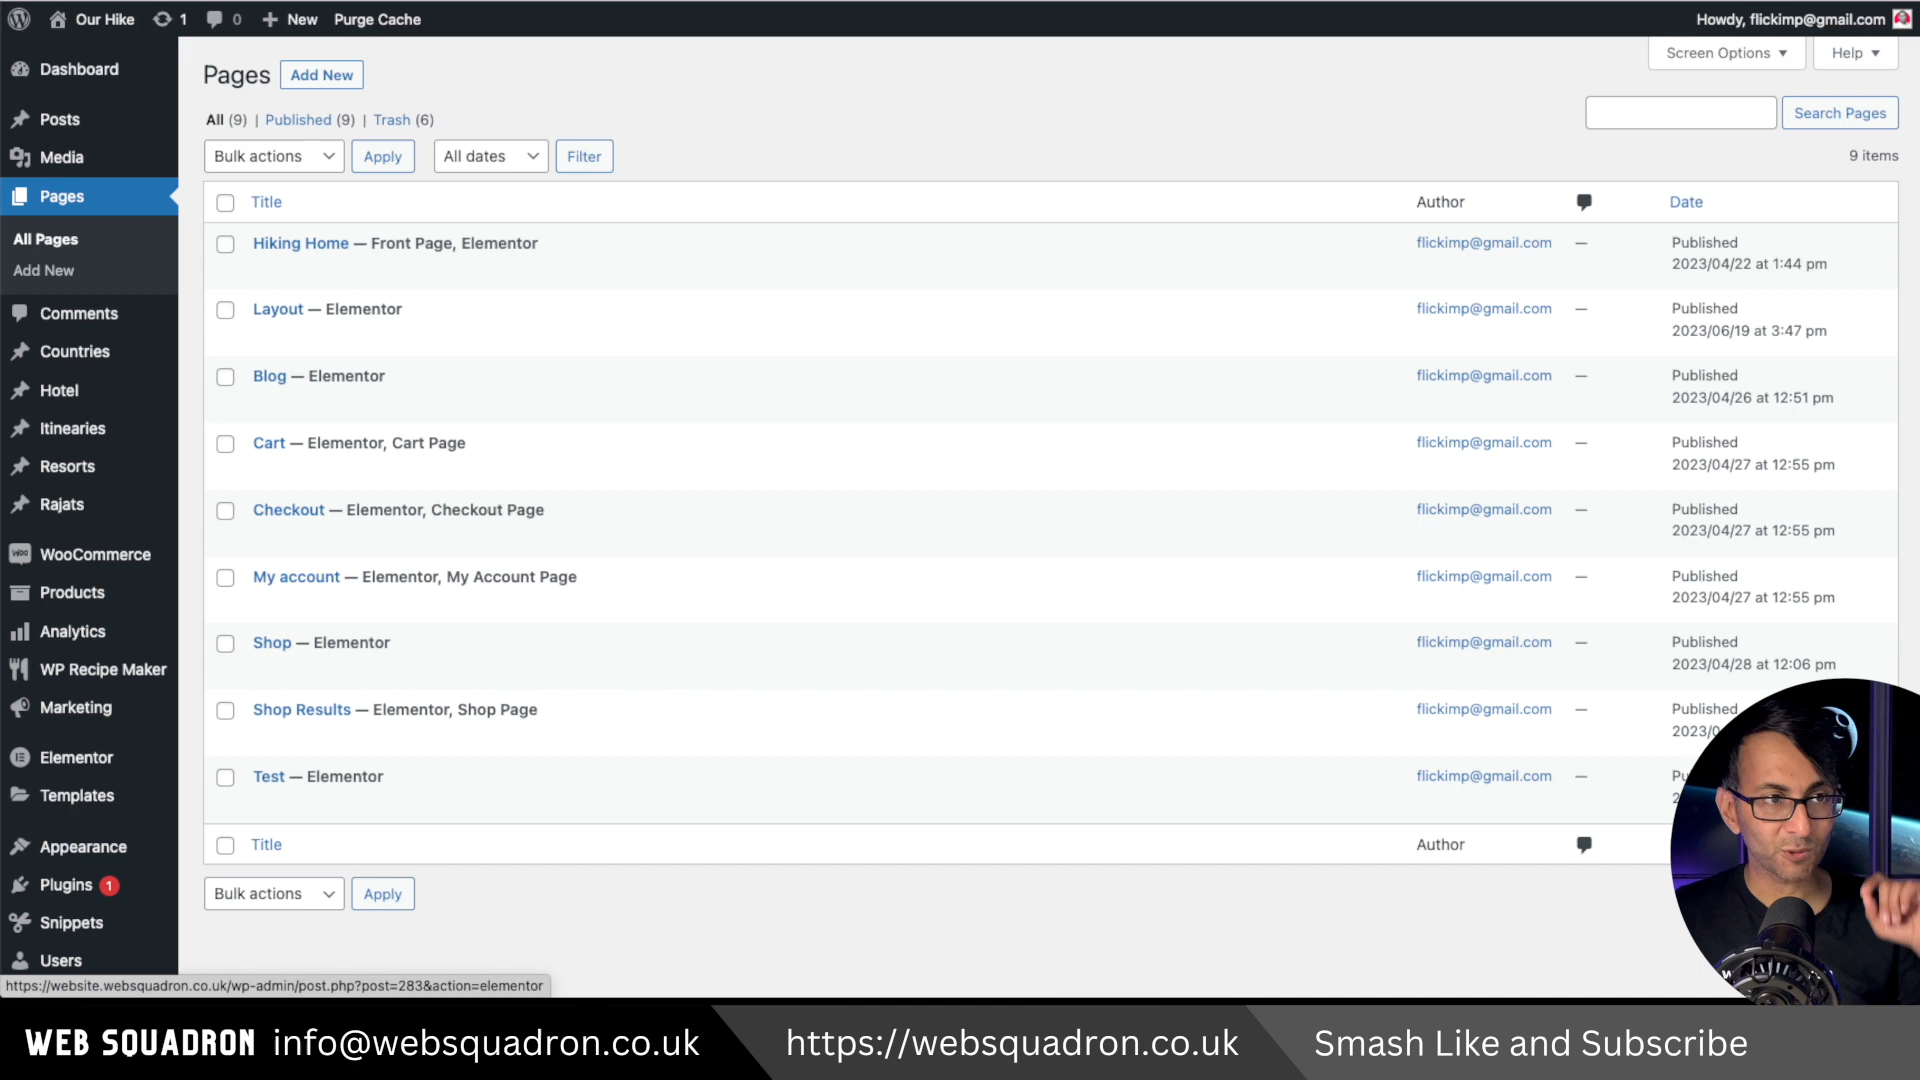 Our Hike 1 0 New Purge Cache Howdy, flickimp@gmail.com
Screen Options Help
Dashboard
Posts
Media
Pages
All Pages
Add New
Comments
Countries
Hotel
Itinearies
Resorts
Rajats
WooCommerce
Products
Analytics
WP Recipe Maker
Marketing
Elementor
Templates
Appearance
Plugins 1
Snippets
Users
Pages Add New
All (9) | Published (9) | Trash (6)
Search Pages
Bulk actions Apply All dates Filter
9 items
Title Author Date
Hiking Home — Front Page, Elementor flickimp@gmail.com — Published
2023/04/22 at 1:44 pm
Layout — Elementor flickimp@gmail.com — Published
2023/06/19 at 3:47 pm
Blog — Elementor flickimp@gmail.com — Published
2023/04/26 at 12:51 pm
Cart — Elementor, Cart Page flickimp@gmail.com — Published
2023/04/27 at 12:55 pm
Checkout — Elementor, Checkout Page flickimp@gmail.com — Published
2023/04/27 at 12:55 pm
My account — Elementor, My Account Page flickimp@gmail.com — Published
2023/04/27 at 12:55 pm
Shop — Elementor flickimp@gmail.com — Published
2023/04/28 at 12:06 pm
Shop Results — Elementor, Shop Page flickimp@gmail.com — Published
Test — Elementor flickimp@gmail.com —
Title Author
Bulk actions Apply
https://website.websquadron.co.uk/wp-admin/post.php?post=283&action=elementor
WEB SQUADRON info@websquadron.co.uk https://websquadron.co.uk Smash Like and Subscribe